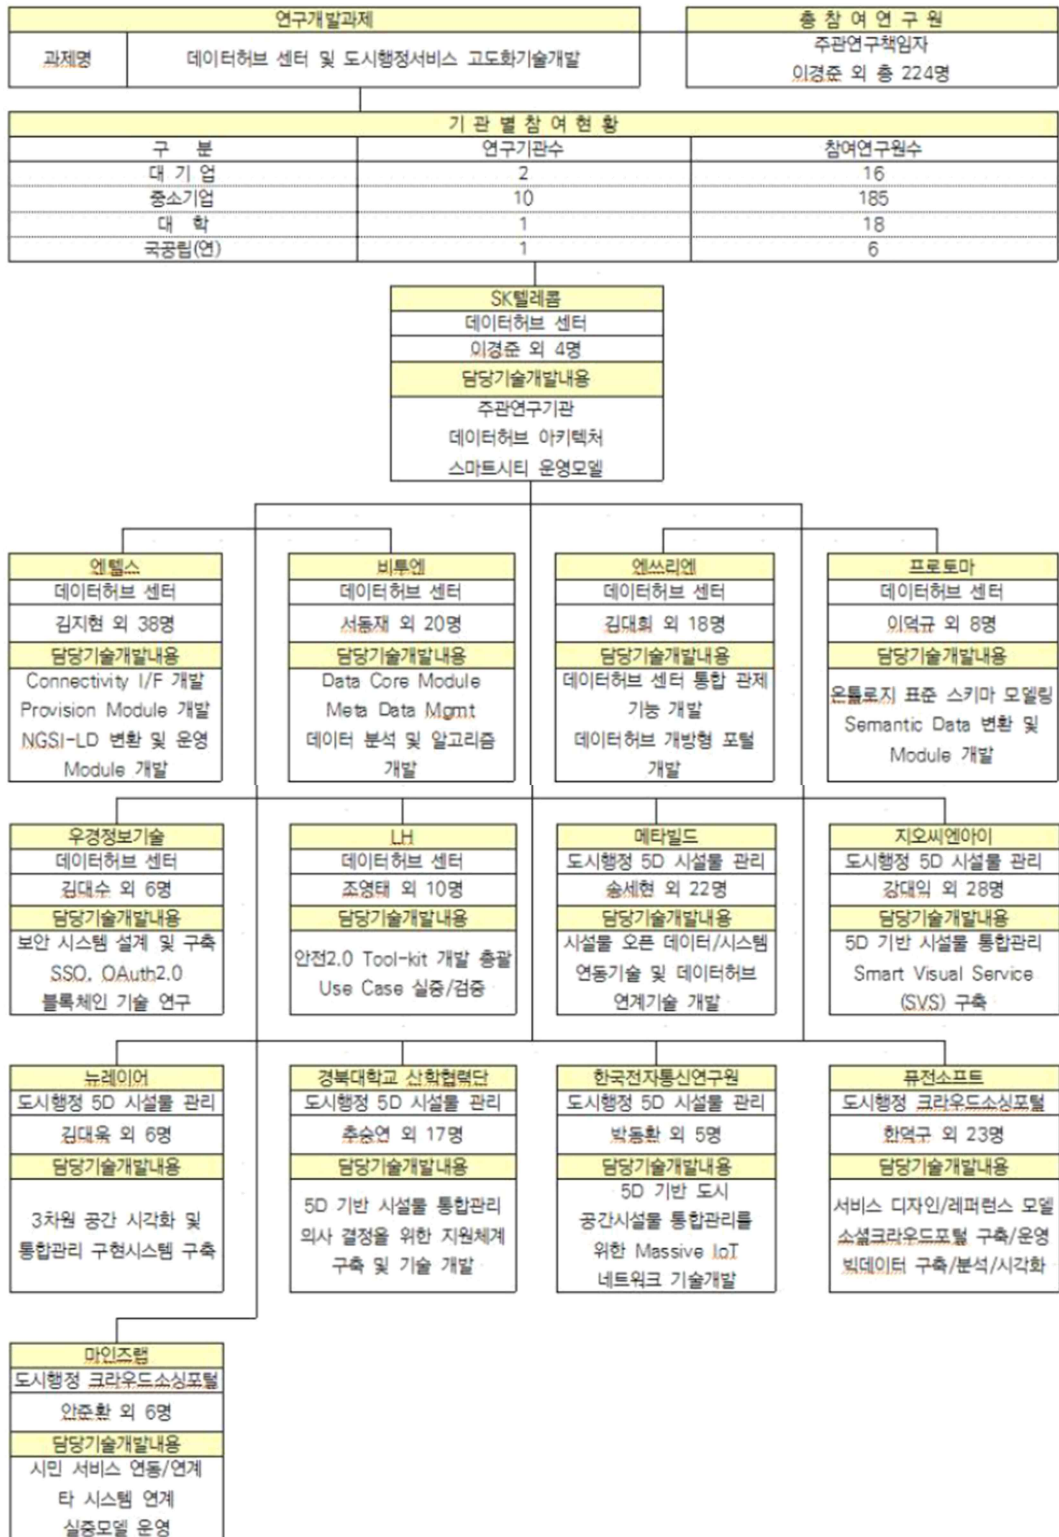 연구개발과제
총 참 여 연 구 원
과제명
데이터허브 센터 및 도시행정서비스 고도화기술개발
주관연구책임자
이경준 외 총 224명
기 관 별 참 여 현 황
구 분 연구기관수 참여연구원수
대 기 업 2 16
중소기업 10 185
대 학 1 18
국공립(연) 1 6
SK텔레콤
데이터허브 센터
이경준 외 4명
담당기술개발내용
주관연구기관
데이터허브 아키텍처
스마트시티 운영모델
엔텔스
데이터허브 센터
김지현 외 38명
담당기술개발내용
Connectivity I/F 개발
Provision Module 개발
NGSI-LD 변환 및 운영
Module 개발
비투엔
데이터허브 센터
서동재 외 20명
담당기술개발내용
Data Core Module
Meta Data Mgmt
데이터 분석 및 알고리즘
개발
엔쓰리엔
데이터허브 센터
김대희 외 18명
담당기술개발내용
데이터허브 센터 통합 관제
기능 개발
데이터허브 개방형 포털
개발
프로토마
데이터허브 센터
이덕규 외 8명
담당기술개발내용
온톨로지 표준 스키마 모델링
Semantic Data 변환 및
Module 개발
우경정보기술
데이터허브 센터
김대수 외 6명
담당기술개발내용
보안 시스템 설계 및 구축
SSO, OAuth2.0
블록체인 기술 연구
LH
데이터허브 센터
조영태 외 10명
담당기술개발내용
안전2.0 Tool-kit 개발 총괄
Use Case 실증/검증
메타빌드
도시행정 5D 시설물 관리
송세현 외 22명
담당기술개발내용
시설물 오픈 데이터/시스템
연동기술 및 데이터허브
연계기술 개발
지오씨엔아이
도시행정 5D 시설물 관리
강대익 외 28명
담당기술개발내용
5D 기반 시설물 통합관리
Smart Visual Service
(SVS) 구축
뉴레이어
도시행정 5D 시설물 관리
김대욱 외 6명
담당기술개발내용
3차원 공간 시각화 및
통합관리 구현시스템 구축
경북대학교 산학협력단
도시행정 5D 시설물 관리
추승연 외 17명
담당기술개발내용
5D 기반 시설물 통합관리
의사 결정을 위한 지원체계
구축 및 기술 개발
한국전자통신연구원
도시행정 5D 시설물 관리
박동환 외 5명
담당기술개발내용
5D 기반 도시
공간시설물 통합관리를
위한 Massive IoT
네트워크 기술개발
퓨전소프트
도시행정 크라우드소싱포털
한덕구 외 23명
담당기술개발내용
서비스 디자인/레퍼런스 모델
소셜크라우드포털 구축/운영
빅데이터 구축/분석/시각화
마인즈랩
도시행정 크라우드소싱포털
안준환 외 6명
담당기술개발내용
시민 서비스 연동/연계
타 시스템 연계
실증모델 운영